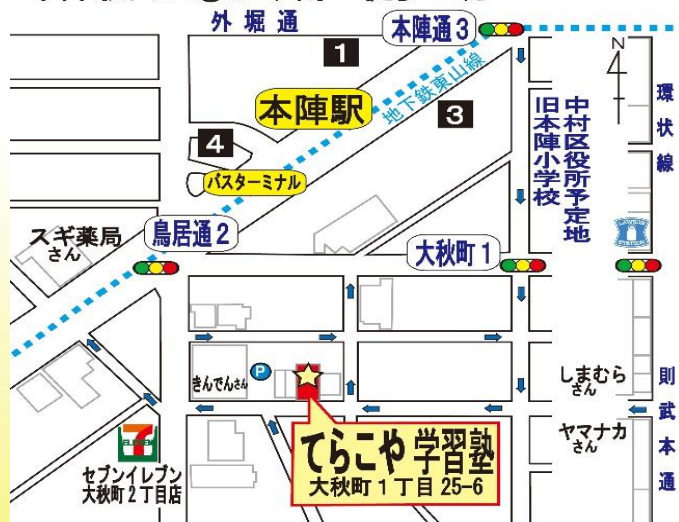 外堀通
本陣通3
1
N
本陣駅
地下鉄東山線
3
環状線
中村区役所予定地
旧本陣小学校
4
バスターミナル
スギ薬局
さん
鳥居通2
大秋町1
LAWSON
STATION
きんでんさん
P
しまむら
さん
則武本通
ヤマナカ
さん
7
ELEVEN
セブンイレブン
大秋町2丁目店
てらこや 学習塾
大秋町1丁目25-6